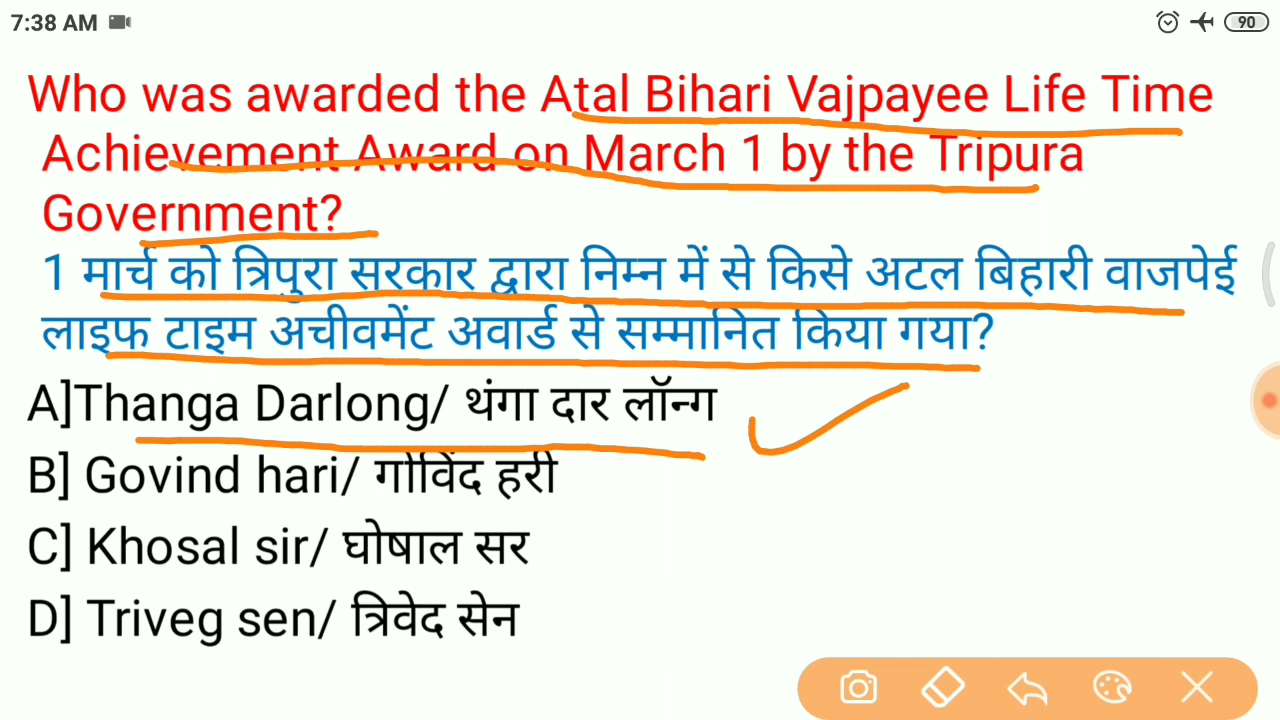 7:38 AM
90
Who was awarded the Atal Bihari Vajpayee Life Time
Achievement Award on March 1 by the Tripura
Government?
1 मार्च को त्रिपुरा सरकार द्वारा निम्न में से किसे अटल बिहारी वाजपेई
लाइफ टाइम अचीवमेंट अवार्ड से सम्मानित किया गया?
A]Thanga Darlong/ थंगा दार लॉन्ग
B] Govind hari/ गोविंद हरी
C] Khosal sir/ घोषाल सर
D] Triveg sen/ त्रिवेद सेन